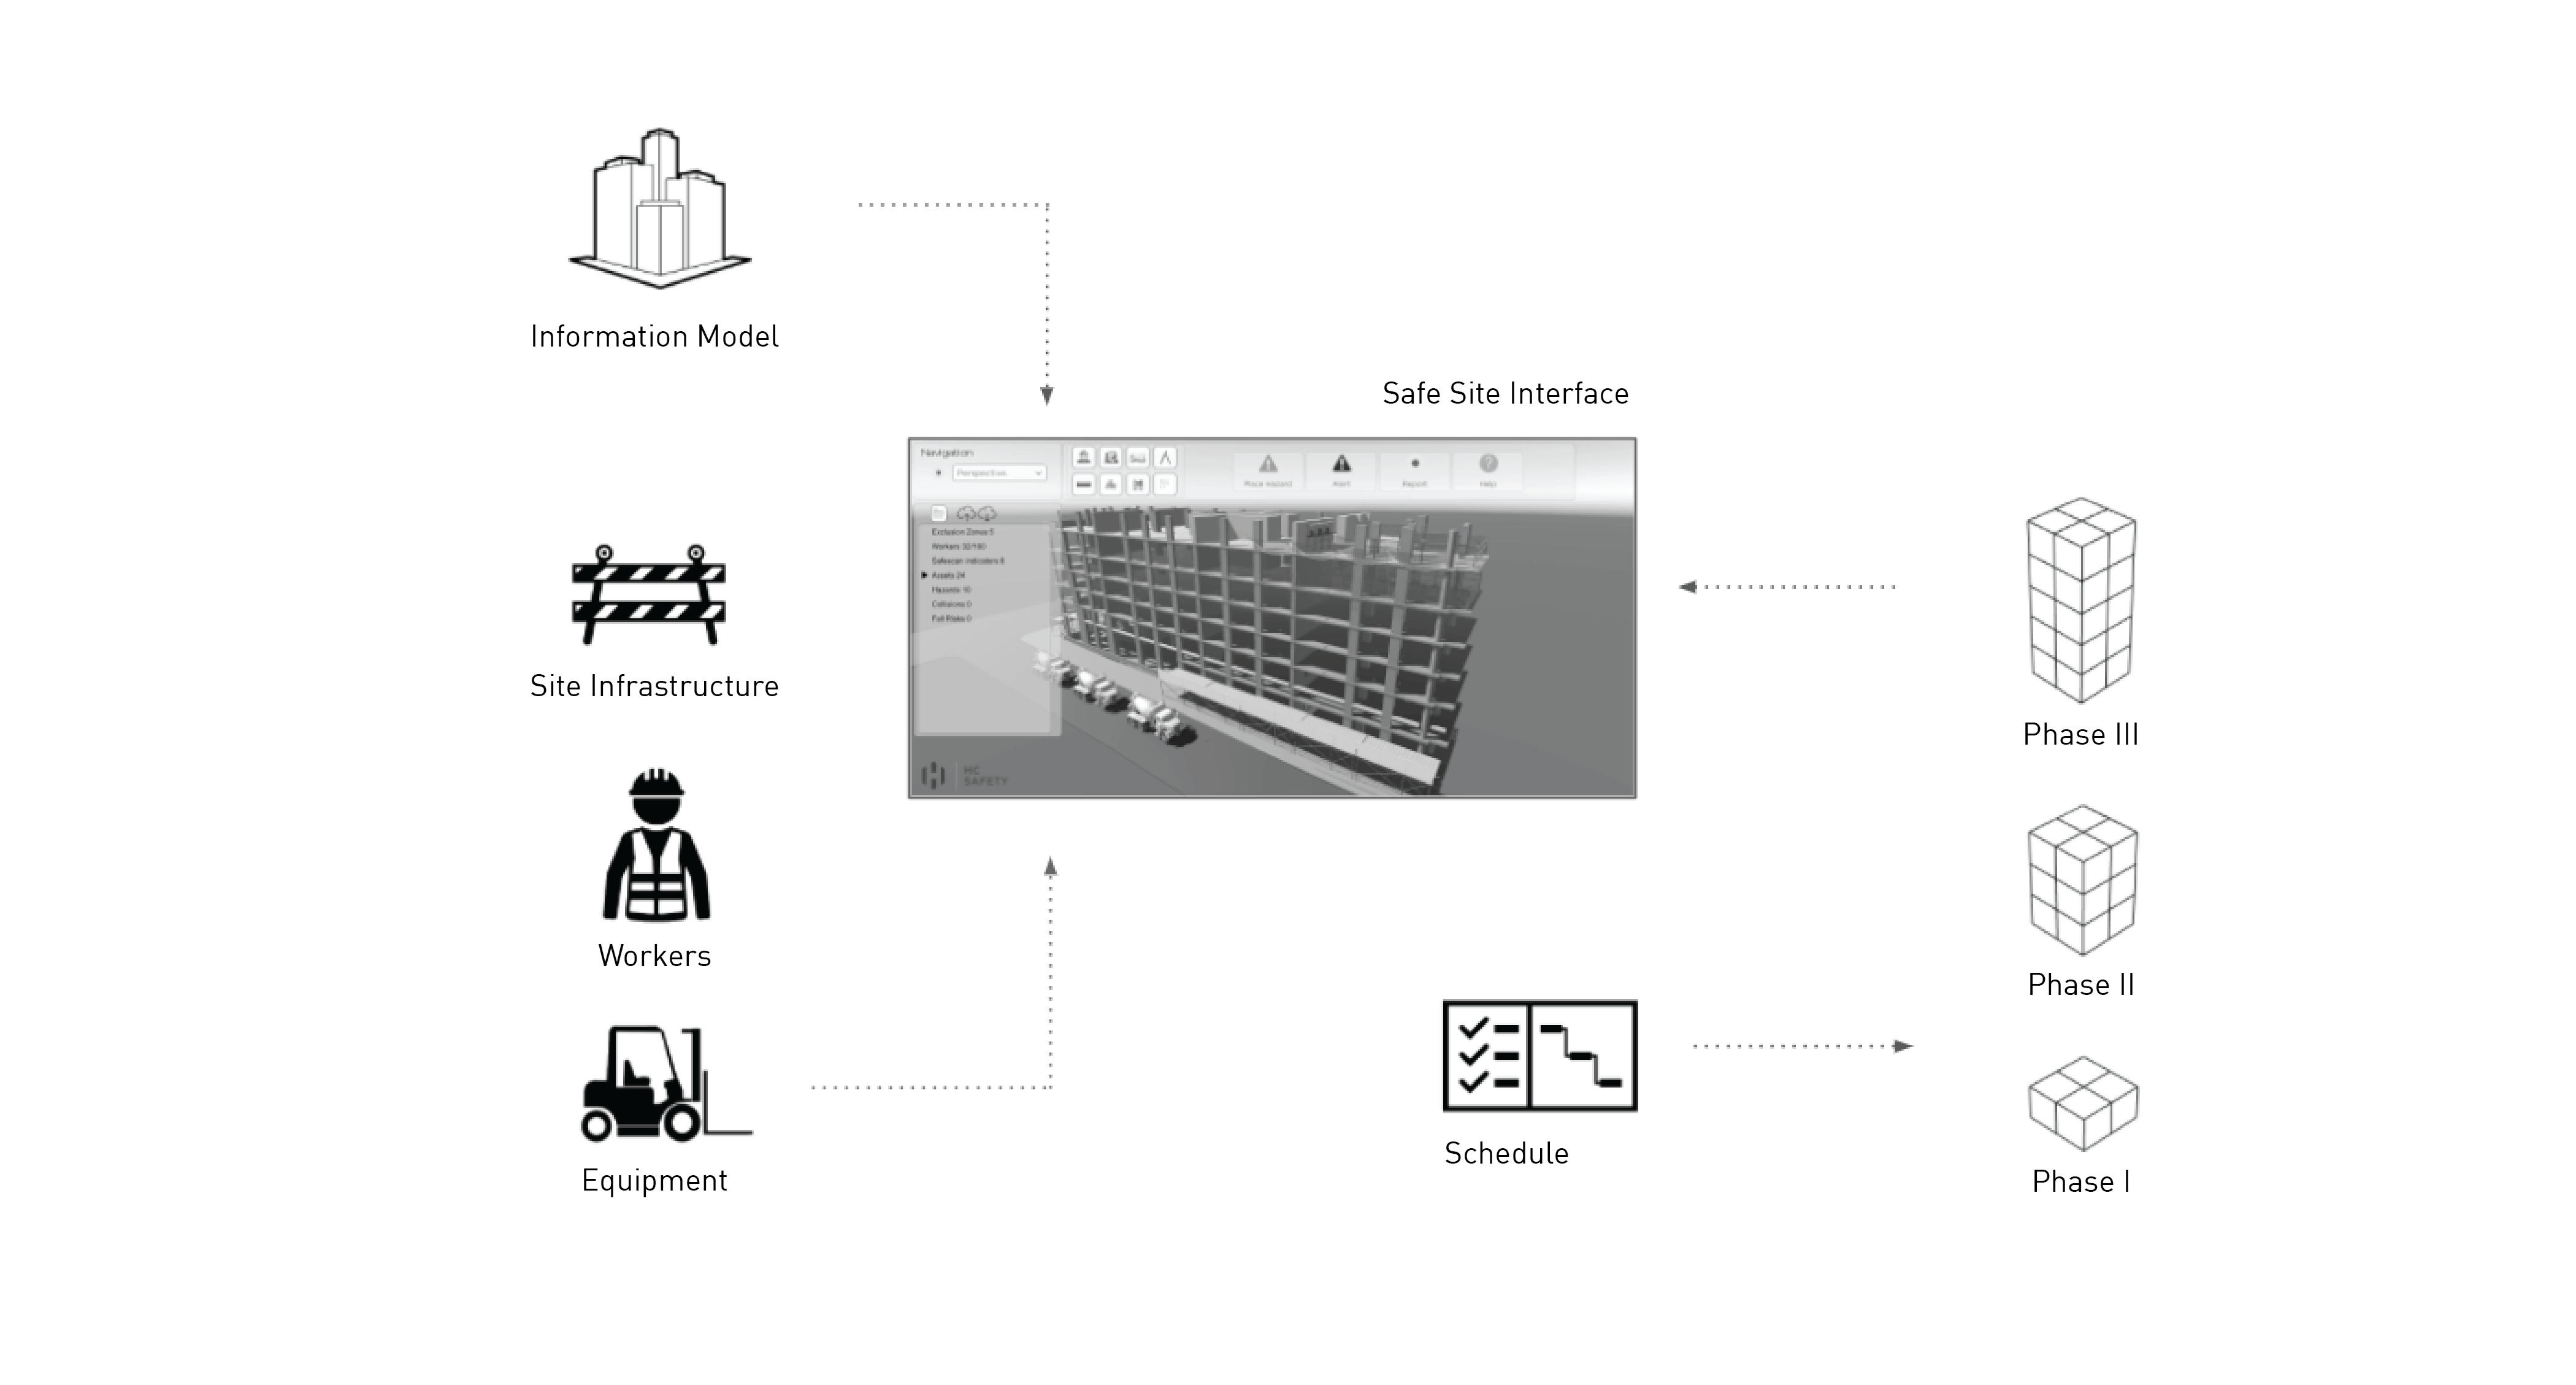 Information Model
Safe Site Interface
Navigation
Perspective
Place Hazard
Alert
Report
Help
Exclusion Zones 5
Workers 32/180
Safescan indicators 8
Assets 24
Hazards 10
Collisions 0
Fall Risks 0
HC
SAFETY
Site Infrastructure
Workers
Equipment
Schedule
Phase III
Phase II
Phase I